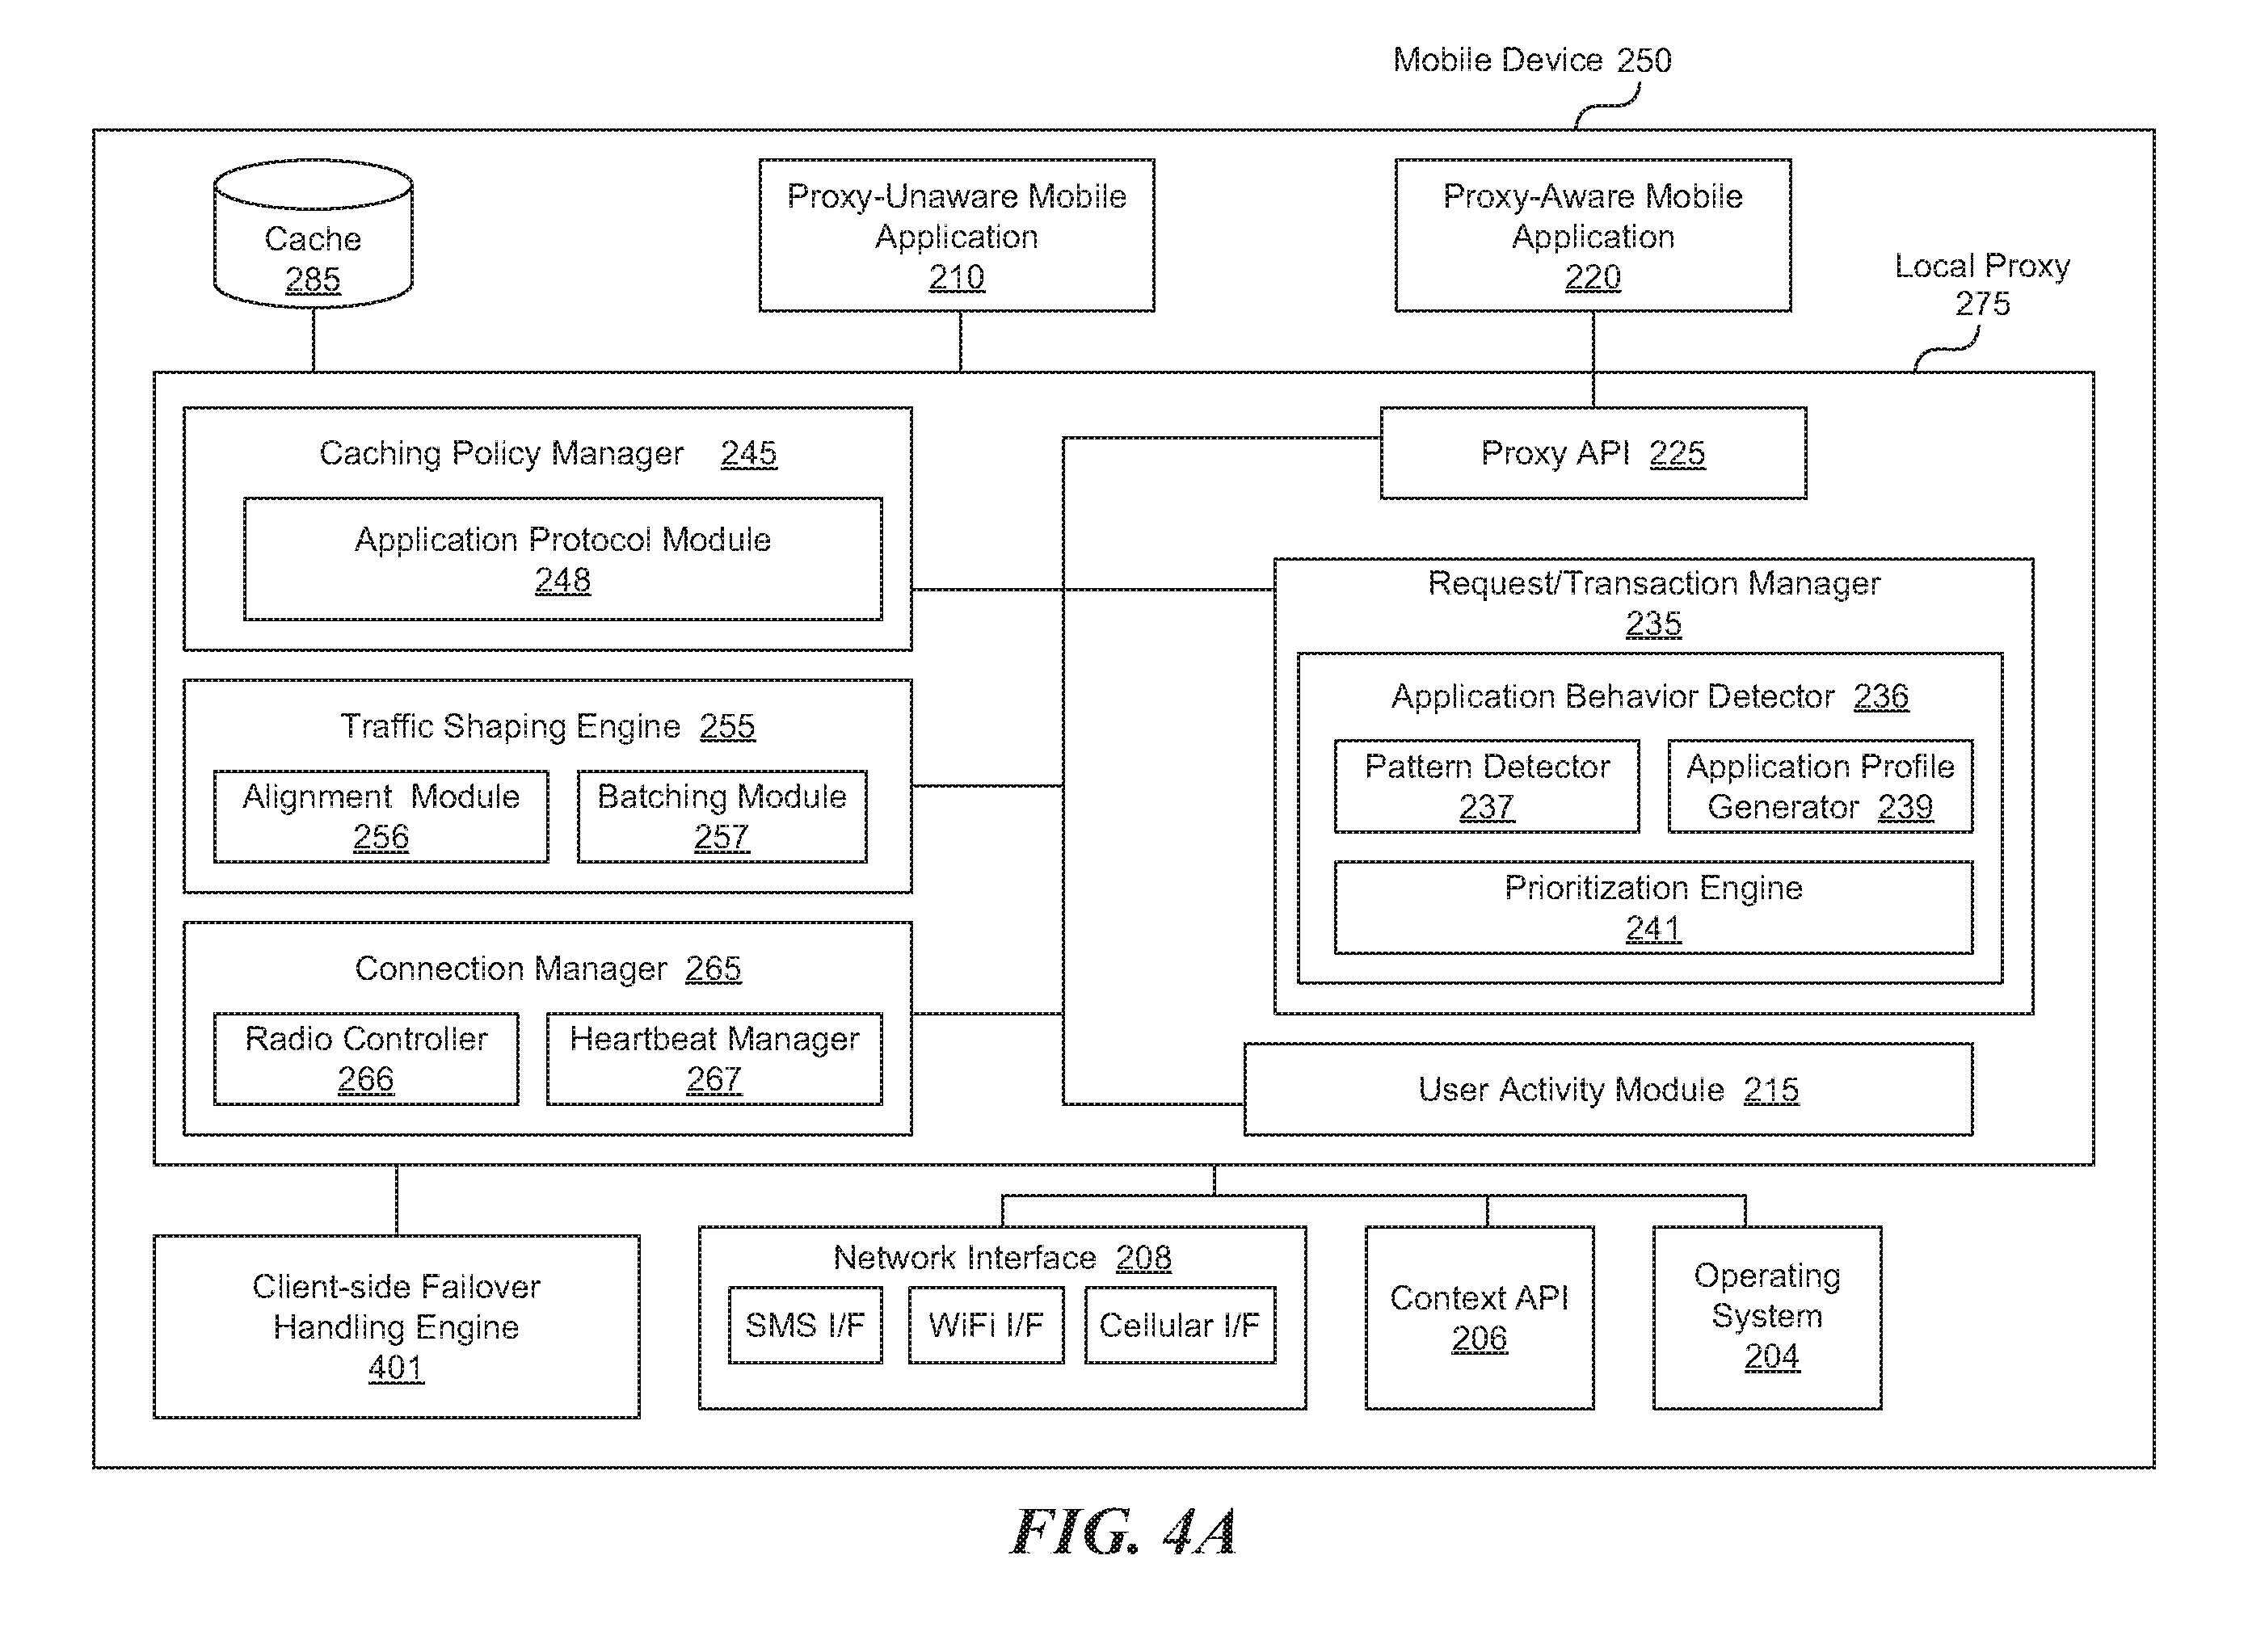 Mobile Device 250
Cache
285
Proxy-Unaware Mobile
Application
210
Proxy-Aware Mobile
Application
220
Local Proxy
275
Caching Policy Manager 245
Application Protocol Module
248
Proxy API 225
Request/Transaction Manager
235
Application Behavior Detector 236
Pattern Detector
237
Application Profile
Generator 239
Prioritization Engine
241
Traffic Shaping Engine 255
Alignment Module
256
Batching Module
257
Connection Manager 265
Radio Controller
266
Heartbeat Manager
267
User Activity Module 215
Client-side Failover
Handling Engine
401
Network Interface 208
SMS I/F
WiFi I/F
Cellular I/F
Context API
206
Operating
System
204
FIG. 4A